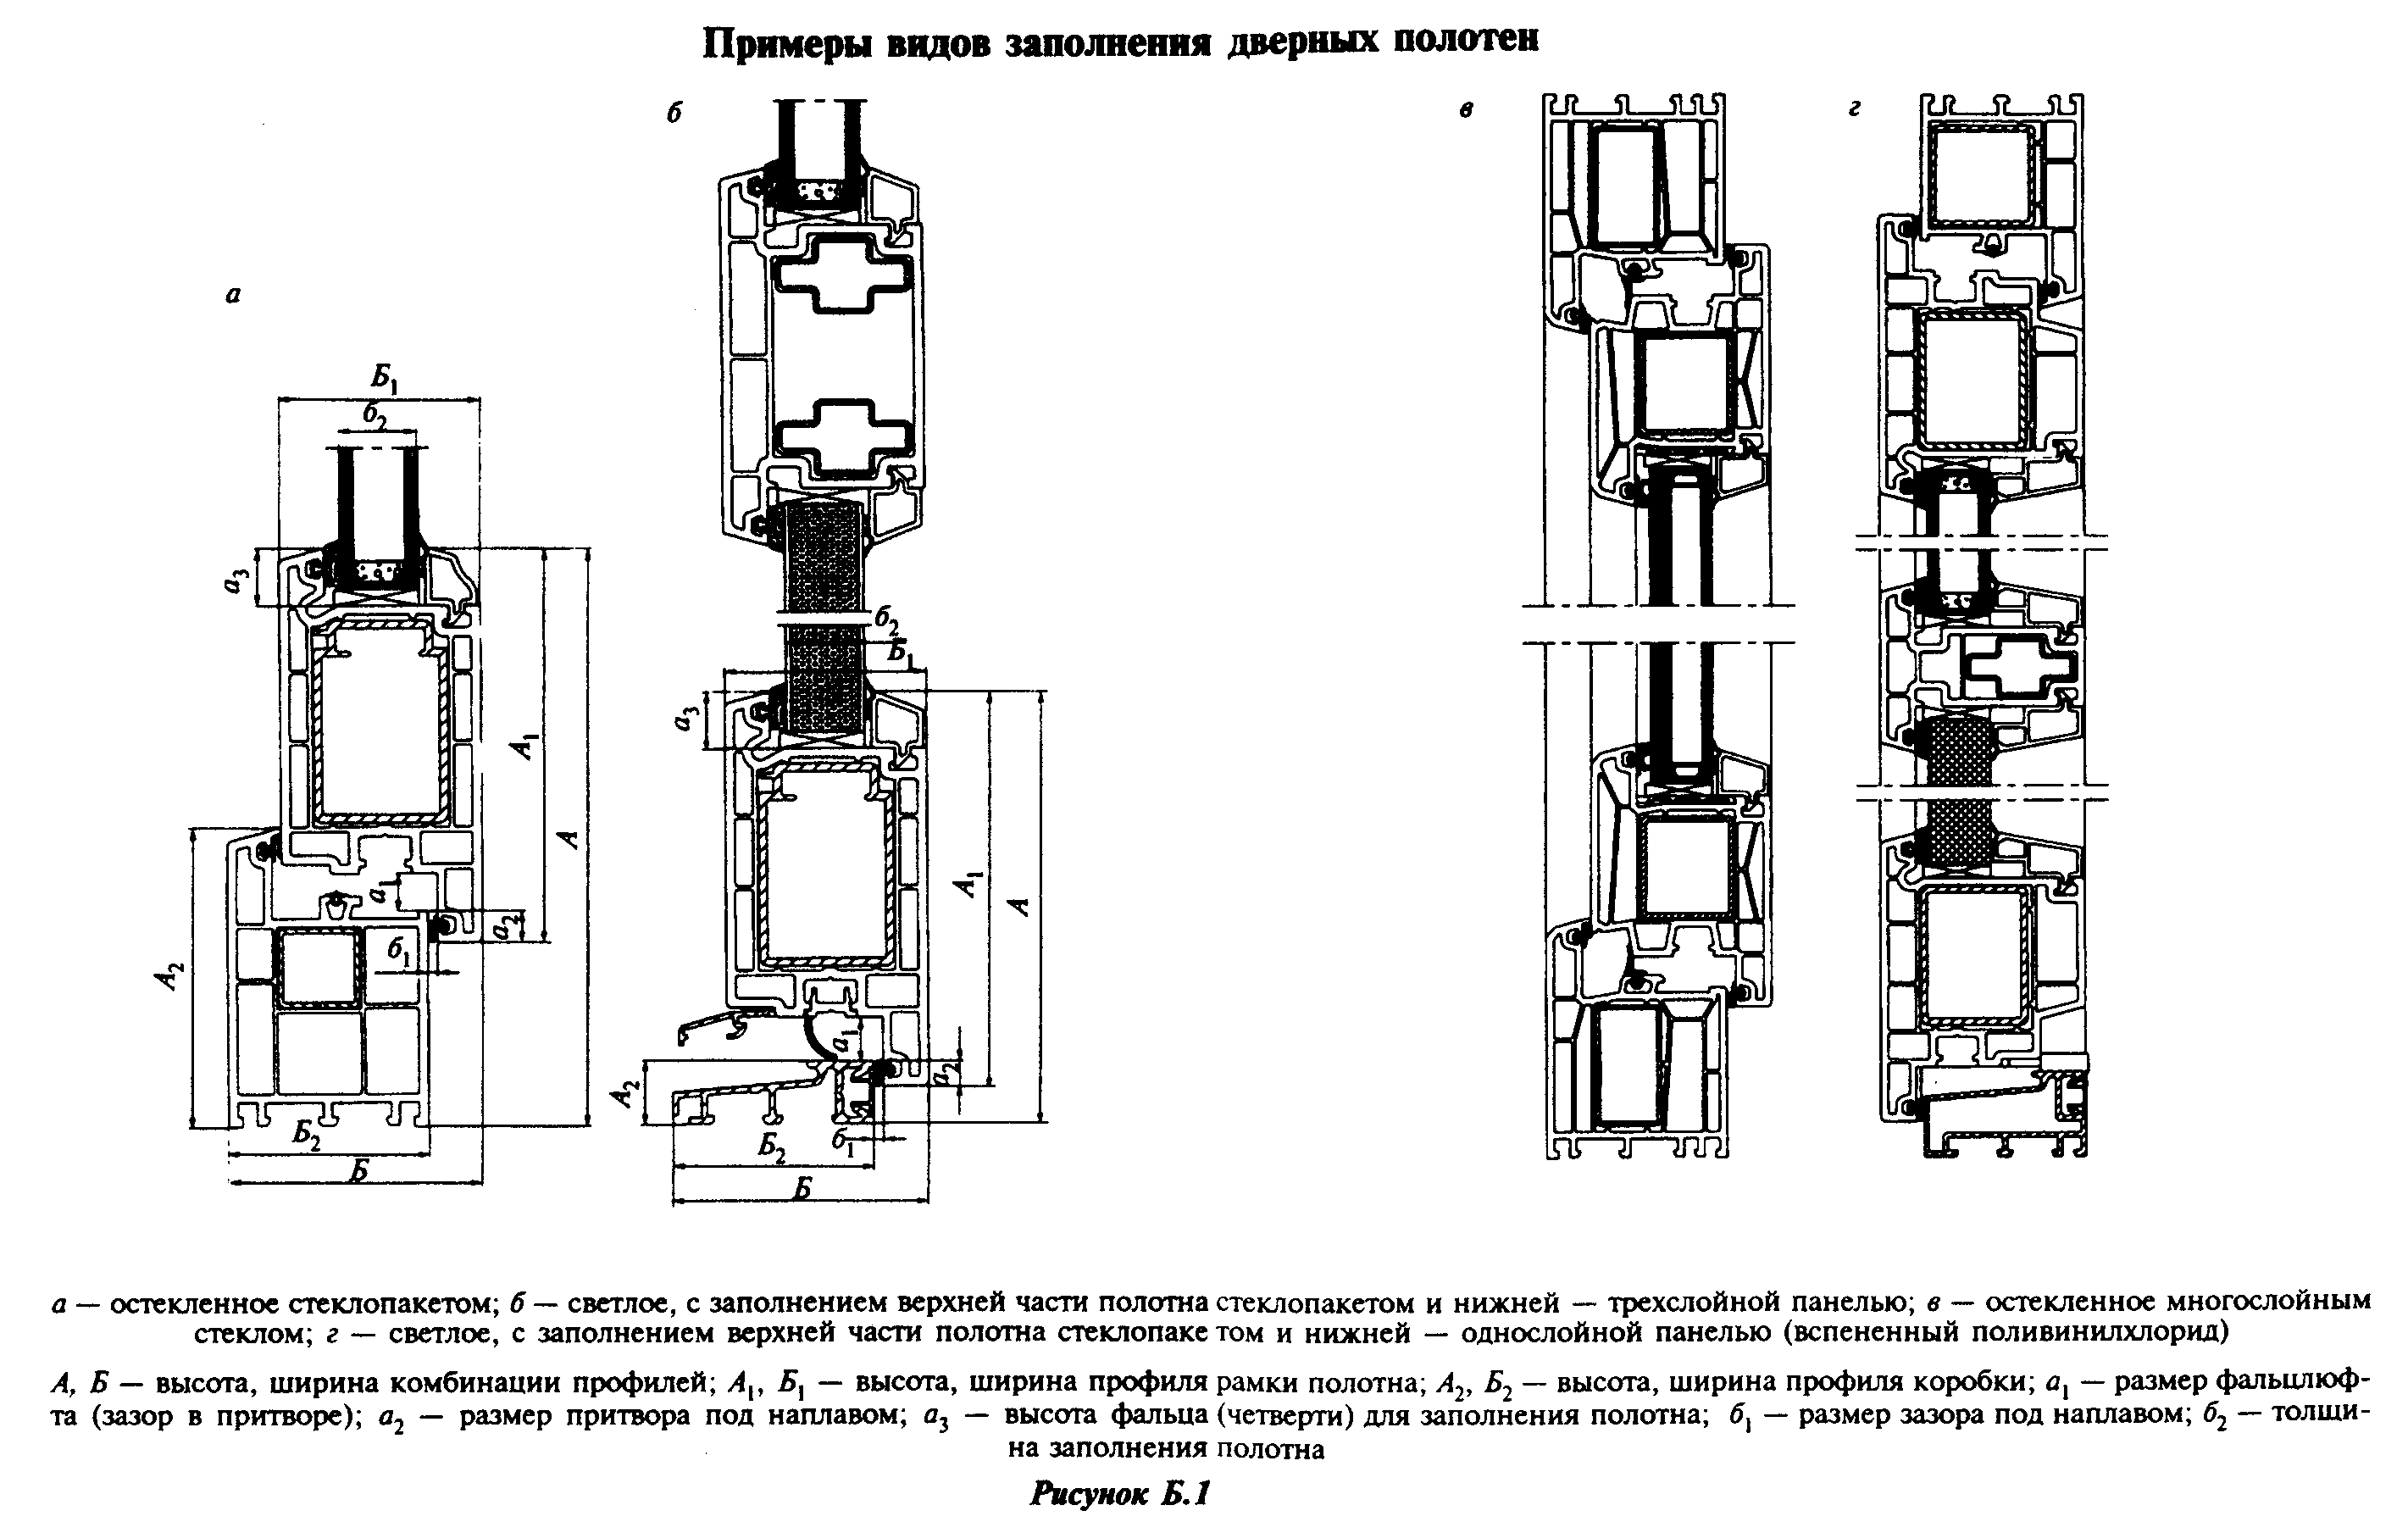 Примеры видов заполнения дверных полотен
а
Б₁
б₂
а₃
А₁
А
а₁
а₂
б₁
А₂
Б₂
Б
б
б₂
Б₁
а₃
А₁
А
а₁
а₂
А₂
б₁
Б₂
Б
в
г
а — остекленное стеклопакетом; б — светлое, с заполнением верхней части полотна стеклопакетом и нижней — трехслойной панелью; в — остекленное многослойным
стеклом; г — светлое, с заполнением верхней части полотна стеклопаке том и нижней — однослойной панелью (вспененный поливинилхлорид)
А, Б — высота, ширина комбинации профилей; А₁, Б₁ — высота, ширина профиля рамки полотна; А₂, Б₂ — высота, ширина профиля коробки; а₁ — размер фальцлюф-
та (зазор в притворе); а₂ — размер притвора под наплавом; а₃ — высота фальца (четверти) для заполнения полотна; б₁ — размер зазора под наплавом; б₂ — толщи-
на заполнения полотна
Рисунок Б.1